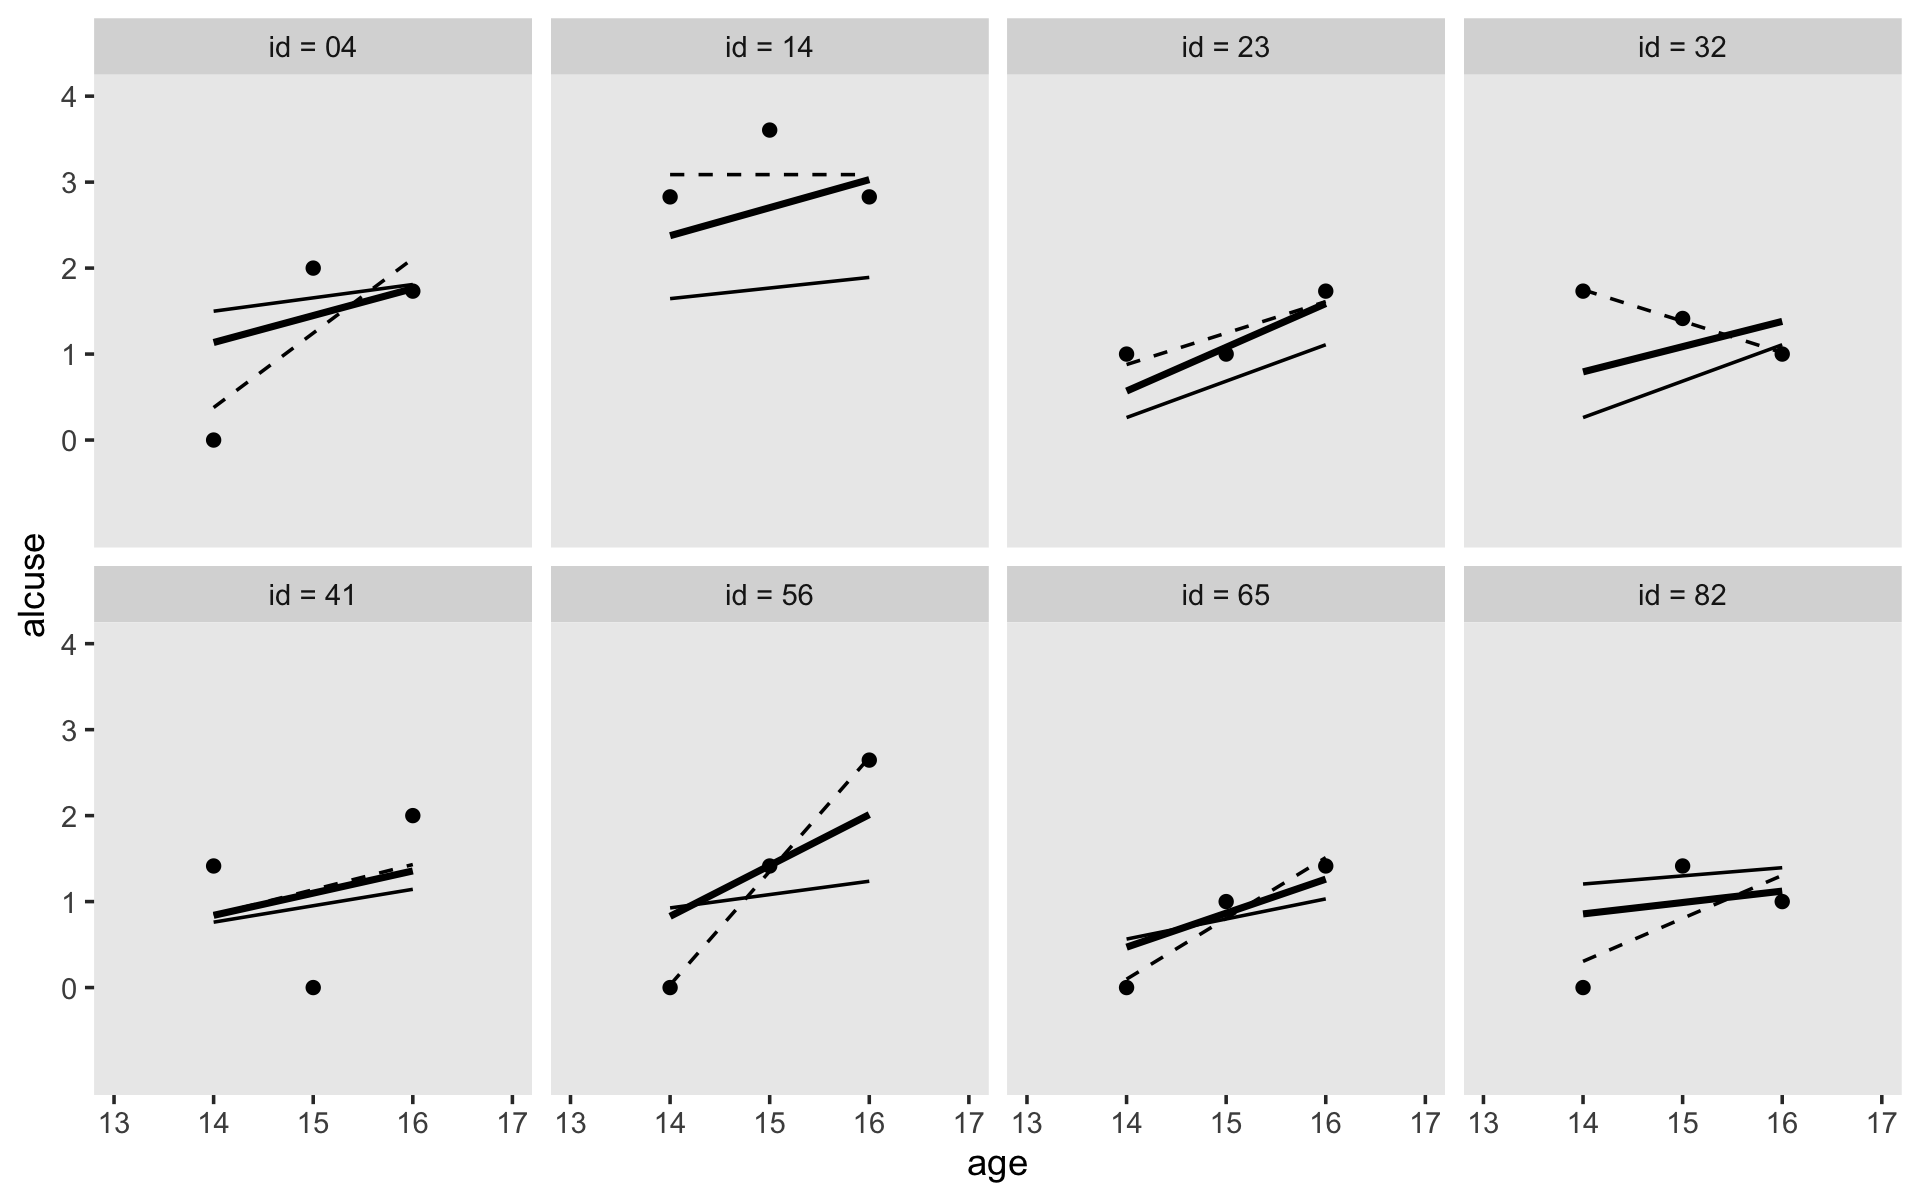 id = 04 id = 14 id = 23 id = 32
4
3
2
1
0
alcuse
id = 41 id = 56 id = 65 id = 82
4
3
2
1
0
13 14 15 16 17 13 14 15 16 17 13 14 15 16 17 13 14 15 16 17
age